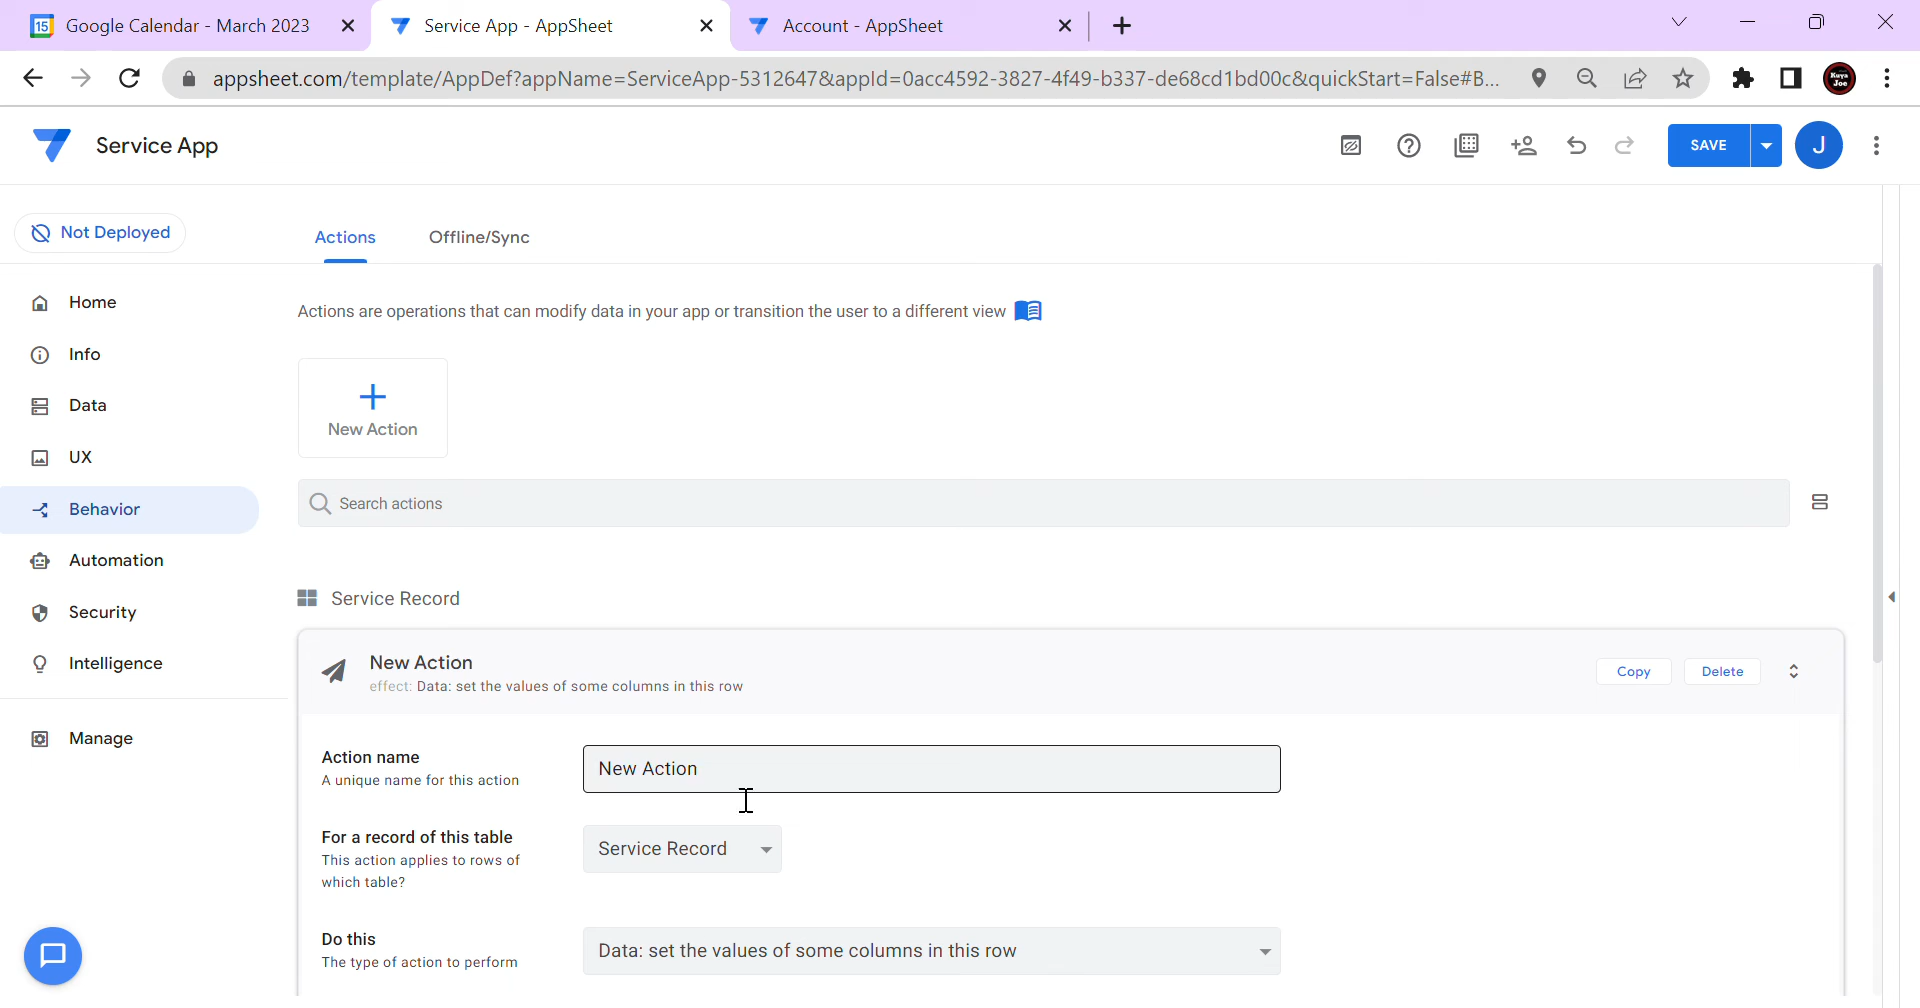 15 Google Calendar - March 2023
Service App - AppSheet
Account - AppSheet
appsheet.com/template/AppDef?appName=ServiceApp-5312647&appId=0acc4592-3827-4f49-b337-de68cd1bd00c&quickStart=False#B...
Kuya Joe
Service App
SAVE
J
Not Deployed
Actions
Offline/Sync
Home
Info
Data
UX
Behavior
Automation
Security
Intelligence
Manage
Actions are operations that can modify data in your app or transition the user to a different view
New Action
Search actions
Service Record
New Action
effect: Data: set the values of some columns in this row
Copy
Delete
Action name
A unique name for this action
New Action
For a record of this table
This action applies to rows of
which table?
Service Record
Do this
The type of action to perform
Data: set the values of some columns in this row